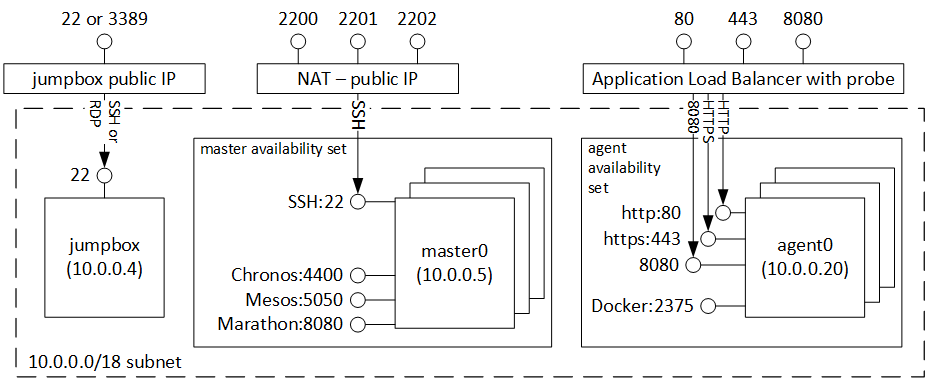 22 or 3389
2200
2201
2202
80
443
8080
jumpbox public IP
NAT – public IP
Application Load Balancer with probe
SSH or
RDP
SSH
8080
HTTPS
HTTP
master availability set
agent
availability
set
22
SSH:22
http:80
https:443
8080
Docker:2375
jumpbox
(10.0.0.4)
master0
(10.0.0.5)
agent0
(10.0.0.20)
Chronos:4400
Mesos:5050
Marathon:8080
10.0.0.0/18 subnet